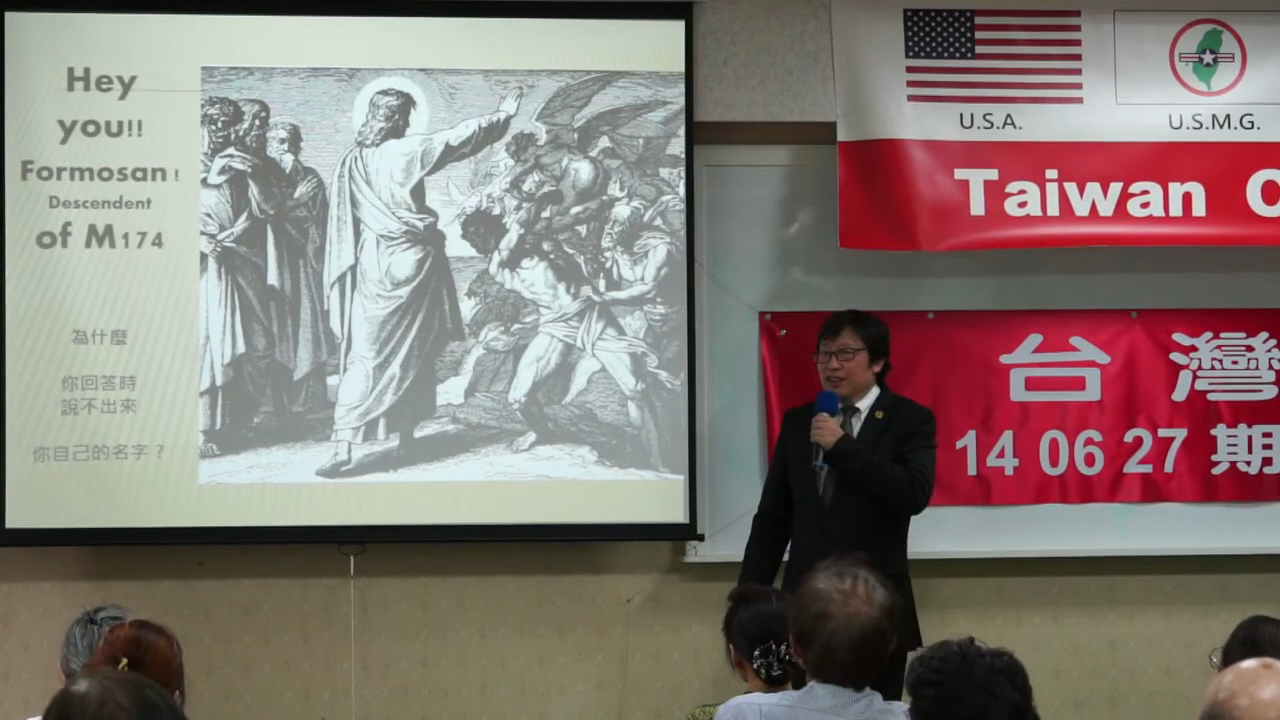 Hey
you!!
Formosan !
Descendent
of M174
為什麼
你回答時
說不出來
你自己的名字？
U.S.A.
U.S.M.G.
Taiwan
台灣
14 06 27 期